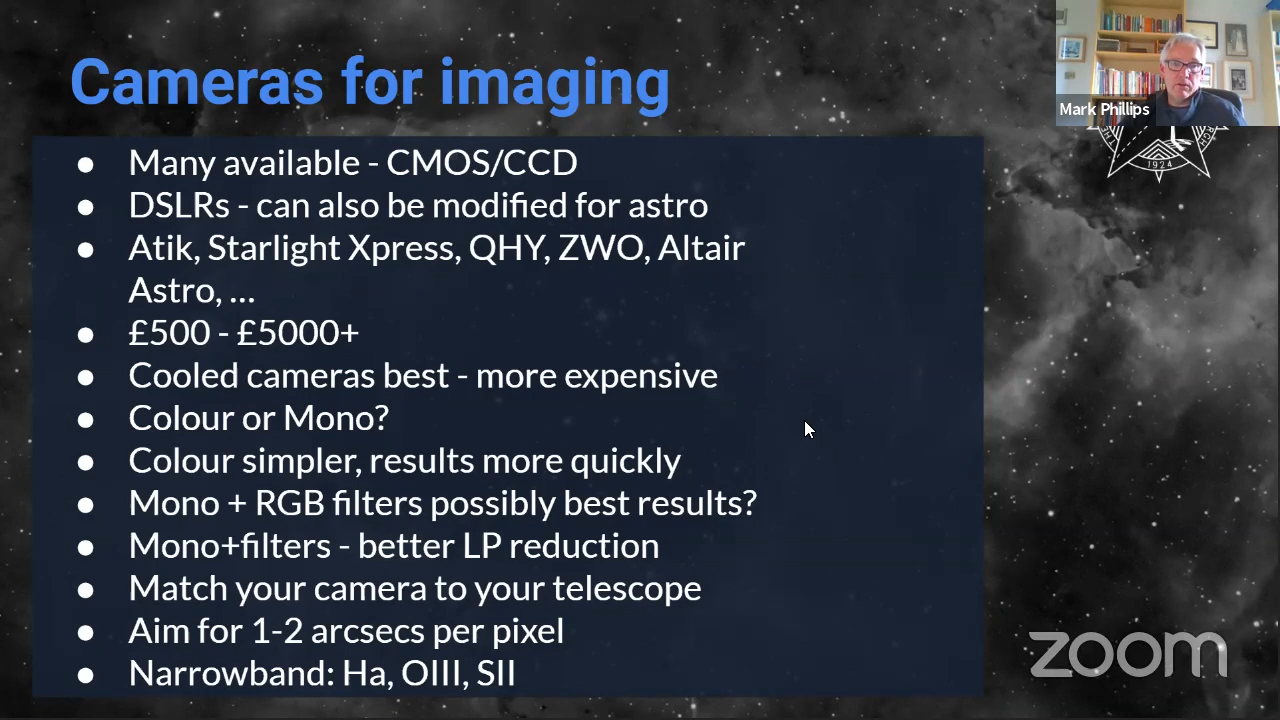 Cameras for imaging
Mark Phillips
1924
● Many available - CMOS/CCD
● DSLRs - can also be modified for astro
● Atik, Starlight Xpress, QHY, ZWO, Altair
Astro, ...
● £500 - £5000+
● Cooled cameras best - more expensive
● Colour or Mono?
● Colour simpler, results more quickly
● Mono + RGB filters possibly best results?
● Mono+filters - better LP reduction
● Match your camera to your telescope
● Aim for 1-2 arcsecs per pixel
● Narrowband: Ha, OIII, SII
zoom